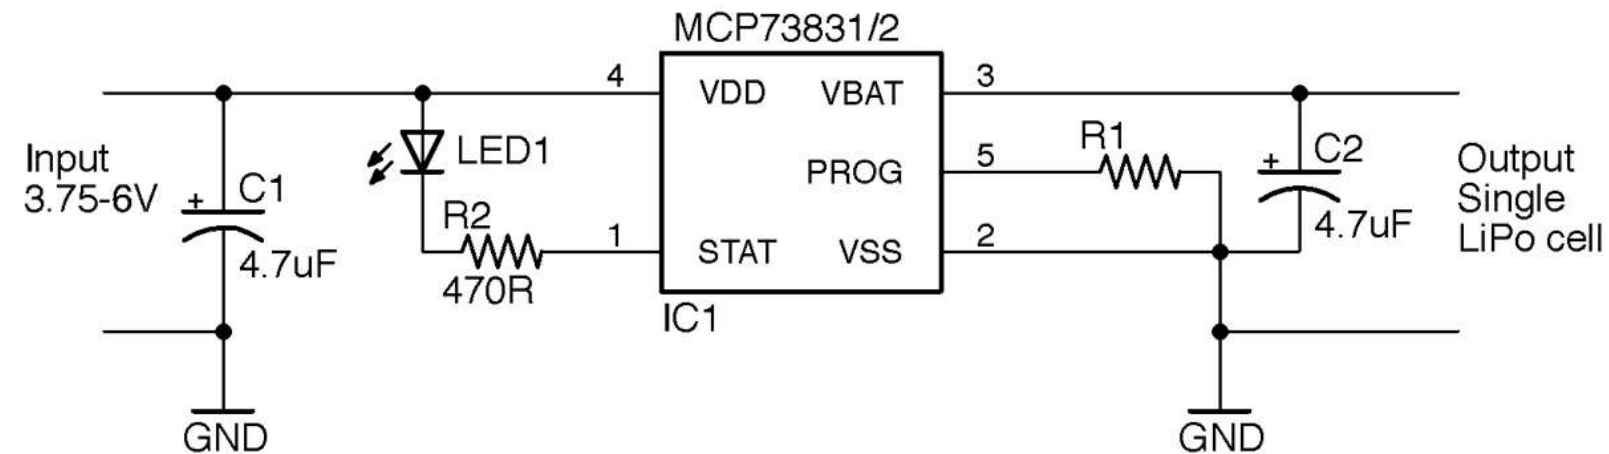 MCP73831/2
4
VDD
VBAT
3
Input
3.75-6V
+
C1
4.7uF
LED1
R2
470R
1
STAT
PROG
5
R1
VSS
2
IC1
+
C2
4.7uF
Output
Single
LiPo cell
GND
GND